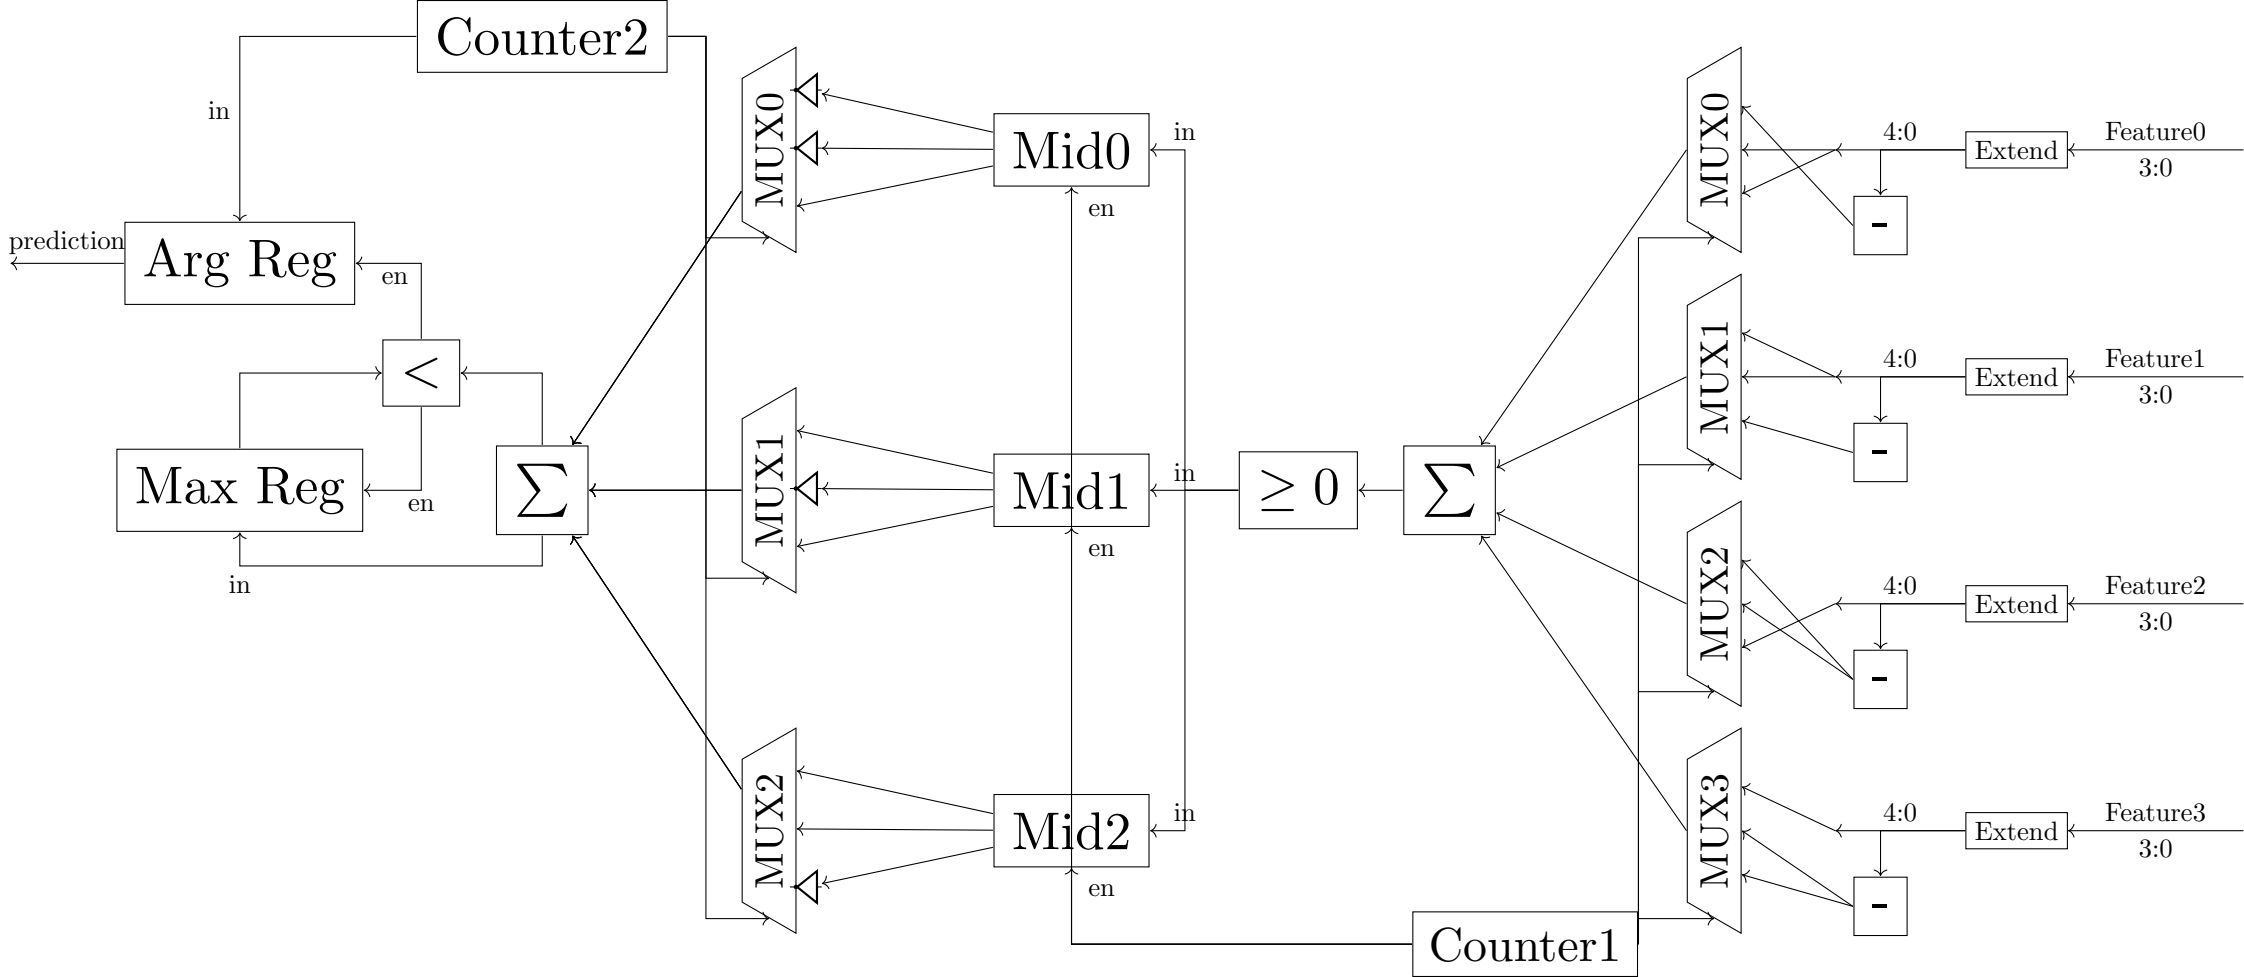 Counter2
in
prediction
Arg Reg
en
<
Max Reg
en
in
∑
MUX0
MUX1
MUX2
Mid0
in
en
Mid1
in
en
Mid2
in
en
≥ 0
∑
Counter1
MUX0
4:0
Extend
Feature0
3:0
-
MUX1
4:0
Extend
Feature1
3:0
-
MUX2
4:0
Extend
Feature2
3:0
-
MUX3
4:0
Extend
Feature3
3:0
-